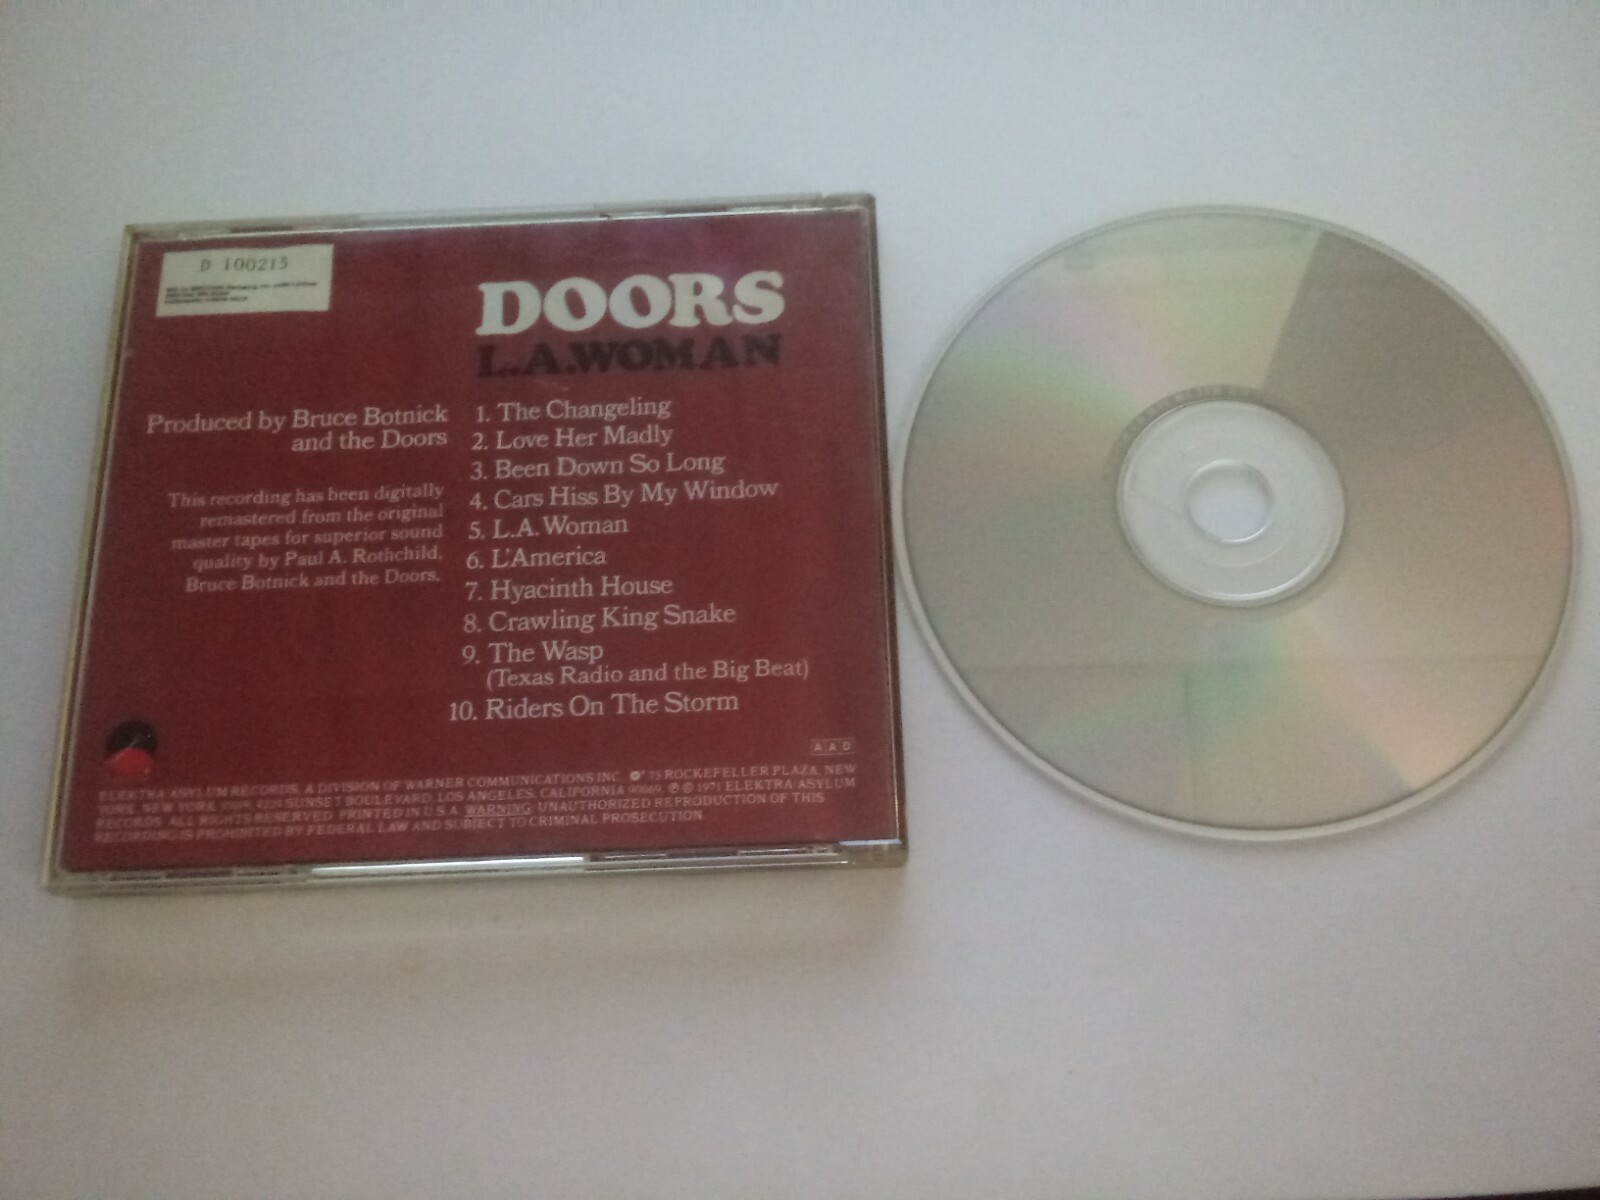 D 100215
DOORS
L.A.WOMAN
Produced by Bruce Botnick
and the Doors
This recording has been digitally
remastered from the original
master tapes for superior sound
quality by Paul A. Rothchild,
Bruce Botnick and the Doors.
1. The Changeling
2. Love Her Madly
3. Been Down So Long
4. Cars Hiss By My Window
5. L.A.Woman
6. L'America
7. Hyacinth House
8. Crawling King Snake
9. The Wasp
(Texas Radio and the Big Beat)
10. Riders On The Storm
AAD
ELEKTRA/ASYLUM RECORDS, A DIVISION OF WARNER COMMUNICATIONS INC. 75 ROCKEFELLER PLAZA, NEW
YORK, NEW YORK SUNSET BOULEVARD, LOS ANGELES, CALIFORNIA 90069. ℗ © 1971 ELEKTRA/ASYLUM
RECORDS. ALL RIGHTS RESERVED. PRINTED IN U.S.A. WARNING: UNAUTHORIZED REPRODUCTION OF THIS
RECORDING IS PROHIBITED BY FEDERAL LAW AND SUBJECT TO CRIMINAL PROSECUTION.